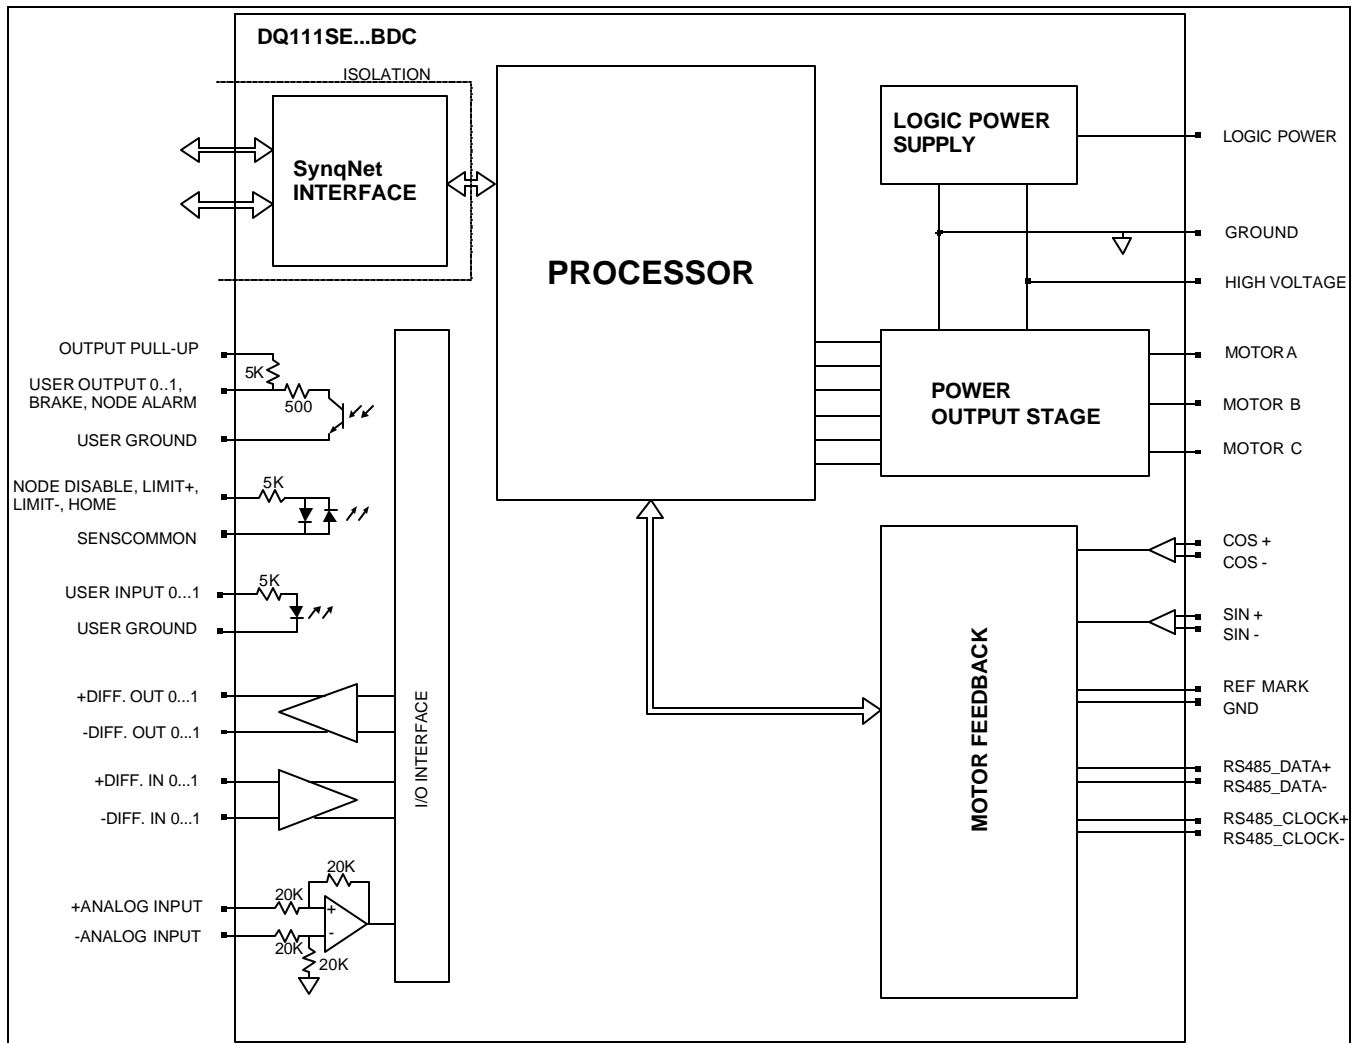 DQ111SE...BDC
ISOLATION
SynqNet
INTERFACE
PROCESSOR
LOGIC POWER
SUPPLY
LOGIC POWER
GROUND
HIGH VOLTAGE
POWER
OUTPUT STAGE
MOTOR A
MOTOR B
MOTOR C
OUTPUT PULL-UP
5K
USER OUTPUT 0..1,
BRAKE, NODE ALARM
500
USER GROUND
NODE DISABLE, LIMIT+,
LIMIT-, HOME
5K
SENSCOMMON
USER INPUT 0...1
5K
USER GROUND
+DIFF. OUT 0...1
-DIFF. OUT 0...1
+DIFF. IN 0...1
-DIFF. IN 0...1
20K
+ANALOG INPUT
20K
+
-ANALOG INPUT
20K
-
20K
I/O INTERFACE
MOTOR FEEDBACK
COS +
COS -
SIN +
SIN -
REF MARK
GND
RS485_DATA+
RS485_DATA-
RS485_CLOCK+
RS485_CLOCK-